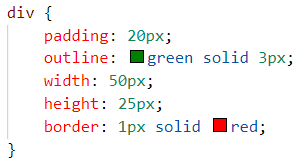 div {
    padding: 20px;
    outline: green solid 3px;
    width: 50px;
    height: 25px;
    border: 1px solid red;
}